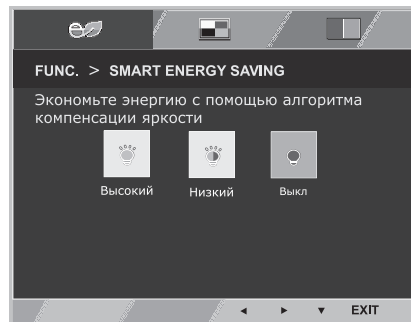 FUNC. > SMART ENERGY SAVING
Экономьте энергию с помощью алгоритма
компенсации яркости
Высокий Низкий Выкл
EXIT